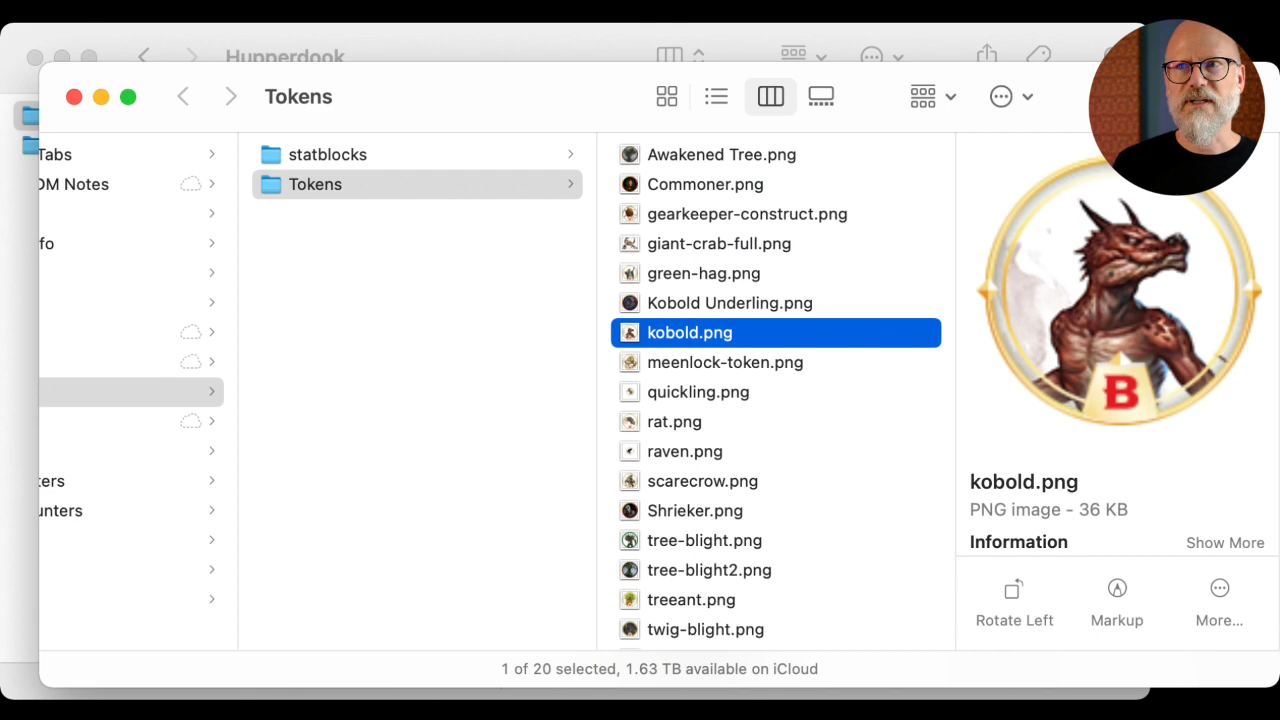 Hupperdook
Tokens
Tabs
DM Notes
fo
ters
unters
statblocks
Tokens
Awakened Tree.png
Commoner.png
gearkeeper-construct.png
giant-crab-full.png
green-hag.png
Kobold Underling.png
kobold.png
meenlock-token.png
quickling.png
rat.png
raven.png
scarecrow.png
Shrieker.png
tree-blight.png
tree-blight2.png
treeant.png
twig-blight.png
B
kobold.png
PNG image - 36 KB
Information Show More
Rotate Left Markup More...
1 of 20 selected, 1.63 TB available on iCloud